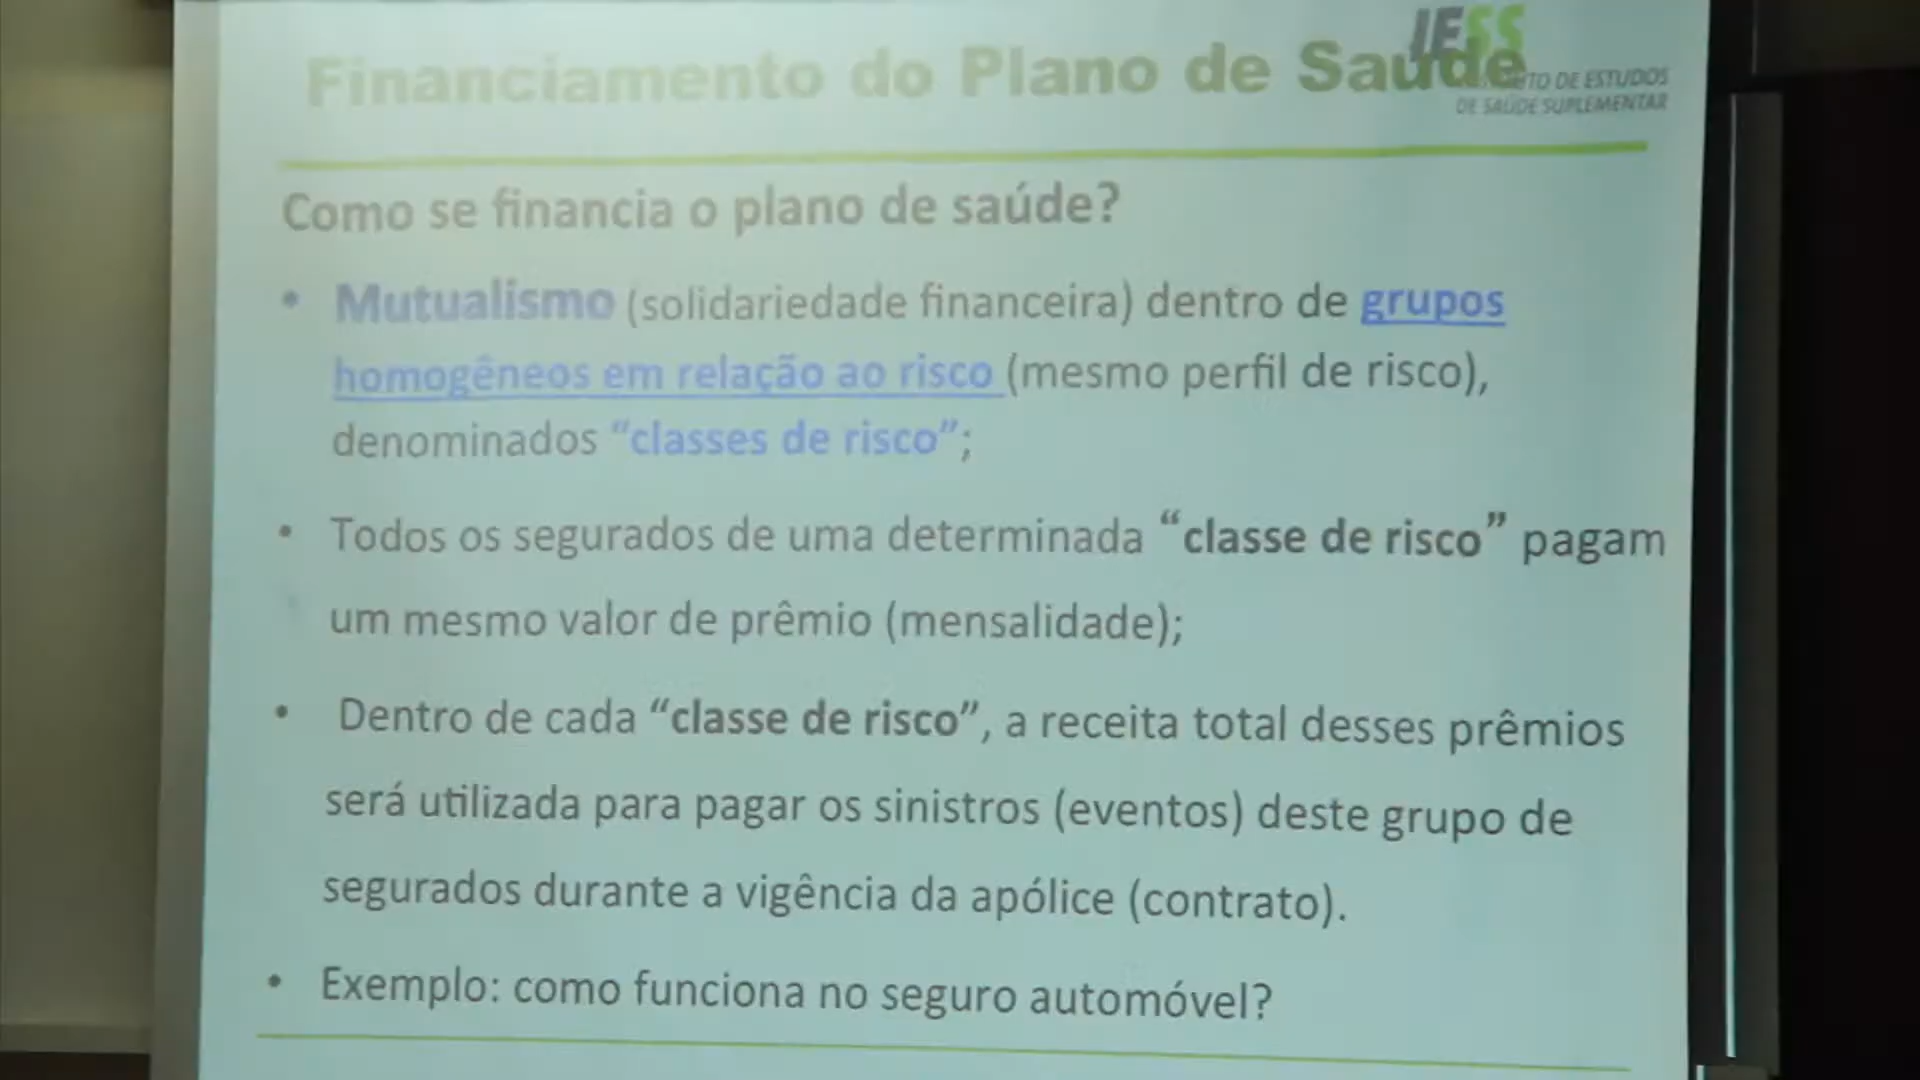 IESS
Financiamento do Plano de Saúde
TO DE ESTUDOS
DE SAÚDE SUPLEMENTAR
Como se financia o plano de saúde?
• Mutualismo (solidariedade financeira) dentro de grupos
homogêneos em relação ao risco (mesmo perfil de risco),
denominados “classes de risco”;
• Todos os segurados de uma determinada “classe de risco” pagam
um mesmo valor de prêmio (mensalidade);
• Dentro de cada “classe de risco”, a receita total desses prêmios
será utilizada para pagar os sinistros (eventos) deste grupo de
segurados durante a vigência da apólice (contrato).
• Exemplo: como funciona no seguro automóvel?